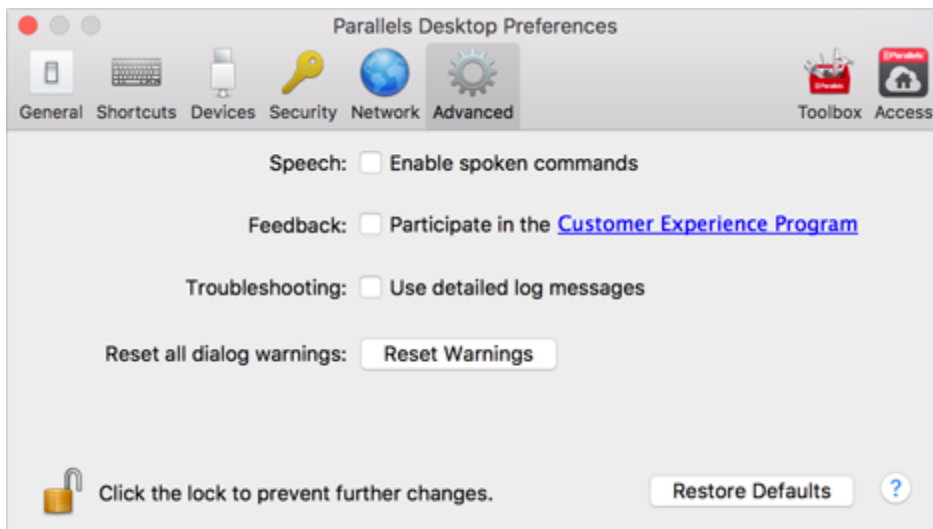 Parallels Desktop Preferences
General Shortcuts Devices Security Network Advanced Toolbox Access
Speech: Enable spoken commands
Feedback: Participate in the Customer Experience Program
Troubleshooting: Use detailed log messages
Reset all dialog warnings: Reset Warnings
Click the lock to prevent further changes. Restore Defaults ?